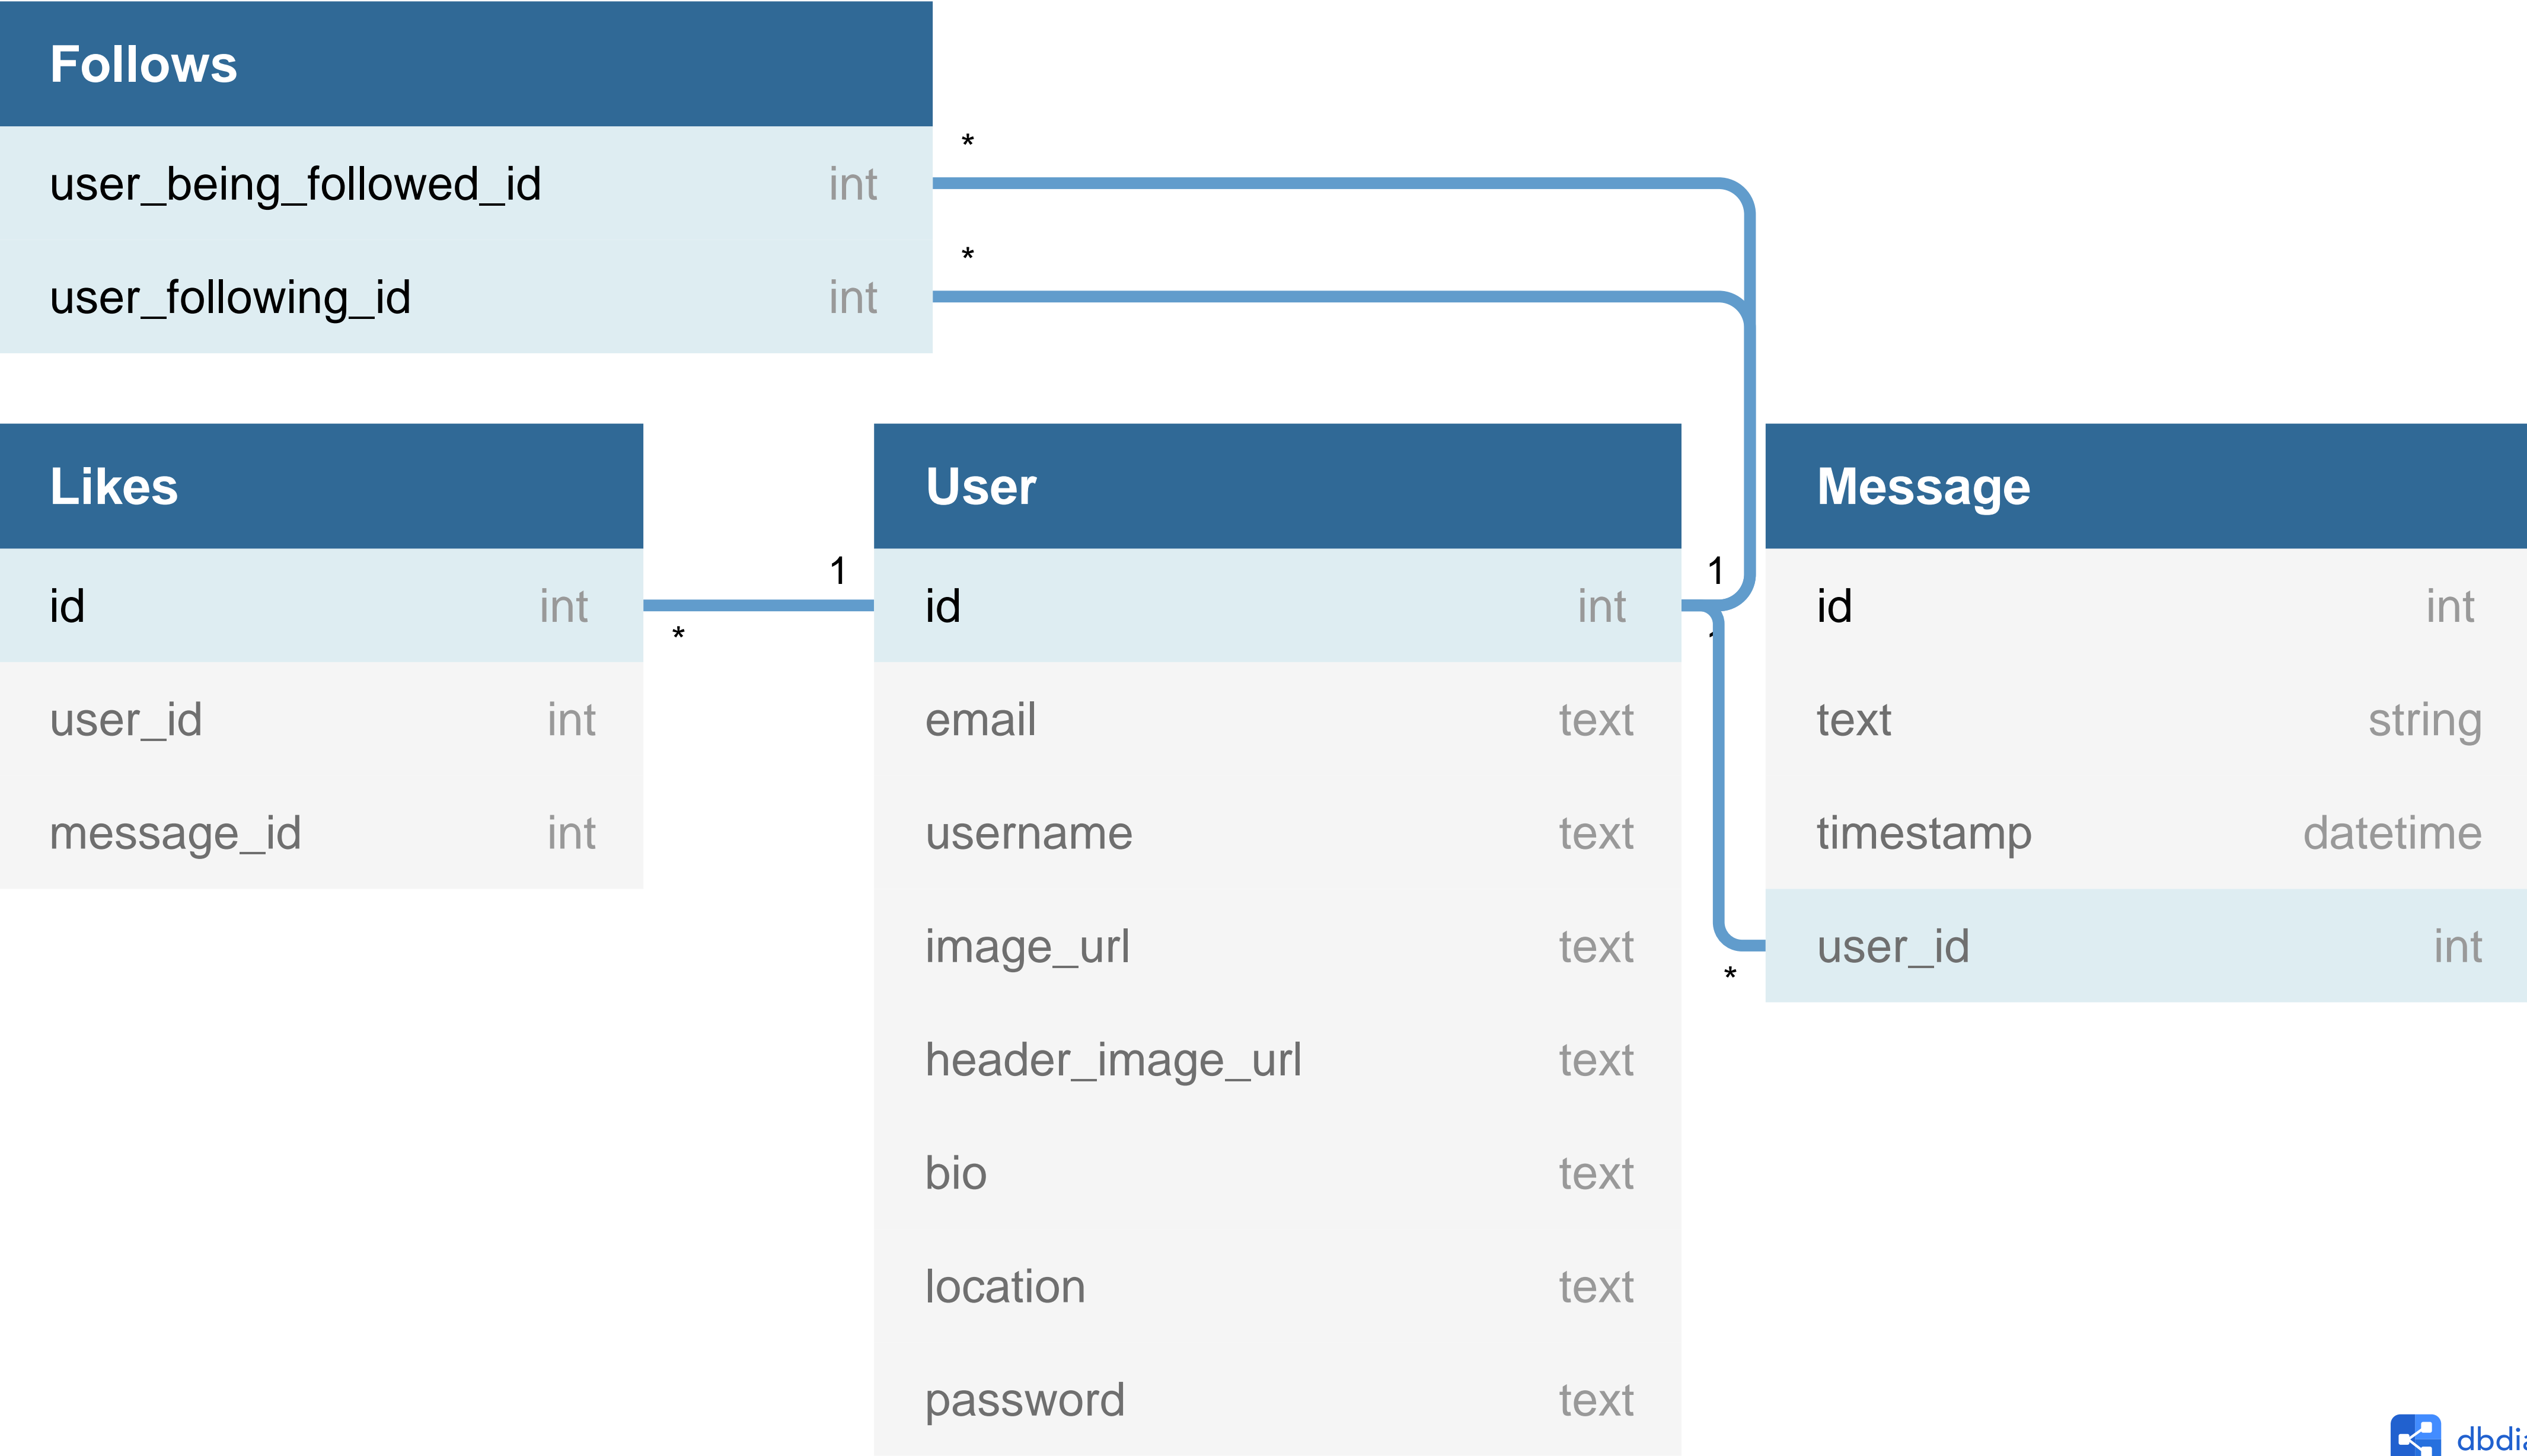 Follows
*
user_being_followed_id int
*
user_following_id int
Likes
User
Message
1
1
id int
id int
id int
*
user_id int
email text
text string
message_id int
username text
timestamp datetime
image_url text
user_id int
*
header_image_url text
bio text
location text
password text